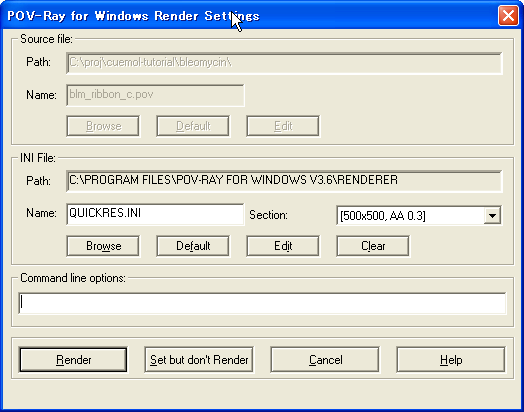 POV-Ray for Windows Render Settings
Source file:
Path: C:\proj\cuemol-tutorial\bleomycin\
Name: blm_ribbon_c.pov
Browse Default Edit
INI File:
Path: C:\PROGRAM FILES\POV-RAY FOR WINDOWS V3.6\RENDERER
Name: QUICKRES.INI Section: [500x500, AA 0.3]
Browse Default Edit Clear
Command line options:
Render Set but don't Render Cancel Help